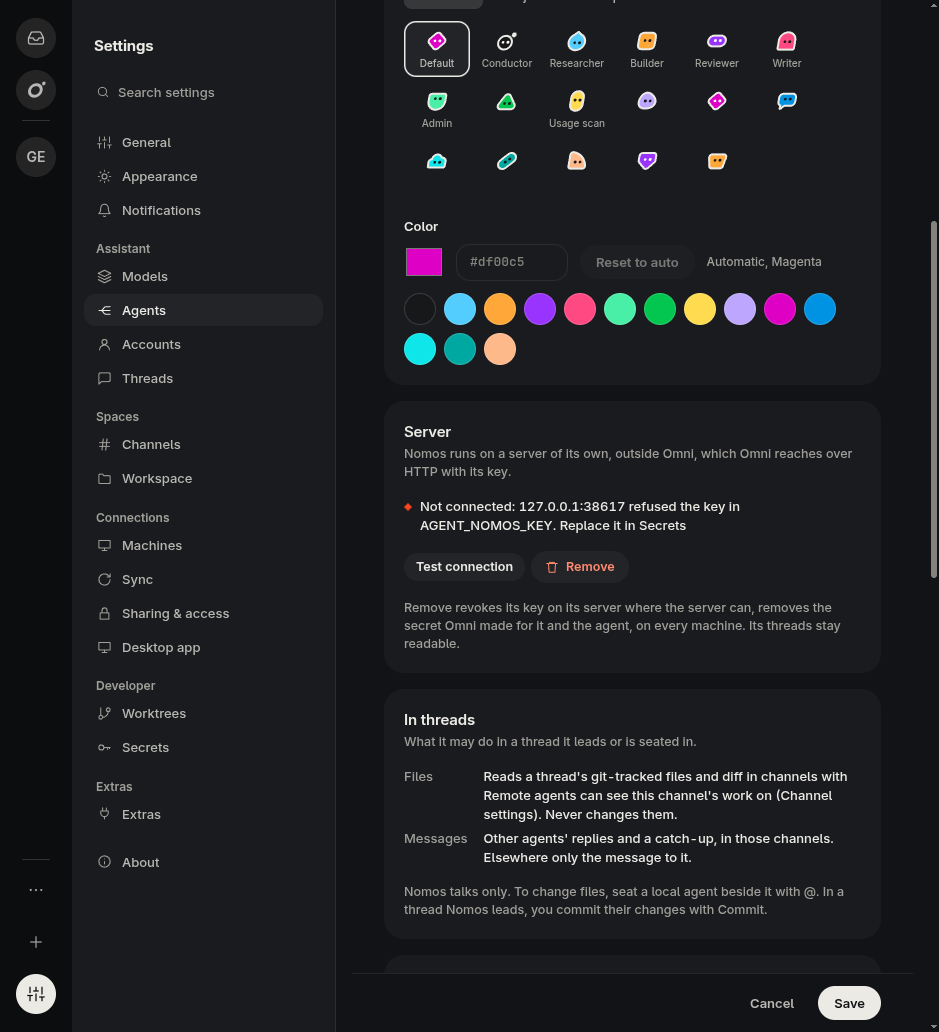 Settings
Search settings
GE
General
Appearance
Notifications
Assistant
Models
Agents
Accounts
Threads
Spaces
Channels
Workspace
Connections
Machines
Sync
Sharing & access
Desktop app
Developer
Worktrees
Secrets
Extras
Extras
About
Default
Conductor
Researcher
Builder
Reviewer
Writer
Admin
Usage scan
Color
#df00c5
Reset to auto
Automatic, Magenta
Server
Nomos runs on a server of its own, outside Omni, which Omni reaches over
HTTP with its key.
Not connected: 127.0.0.1:38617 refused the key in
AGENT_NOMOS_KEY. Replace it in Secrets
Test connection
Remove
Remove revokes its key on its server where the server can, removes the
secret Omni made for it and the agent, on every machine. Its threads stay
readable.
In threads
What it may do in a thread it leads or is seated in.
Files
Reads a thread's git-tracked files and diff in channels with
Remote agents can see this channel's work on (Channel
settings). Never changes them.
Messages
Other agents' replies and a catch-up, in those channels.
Elsewhere only the message to it.
Nomos talks only. To change files, seat a local agent beside it with @. In a
thread Nomos leads, you commit their changes with Commit.
Cancel
Save